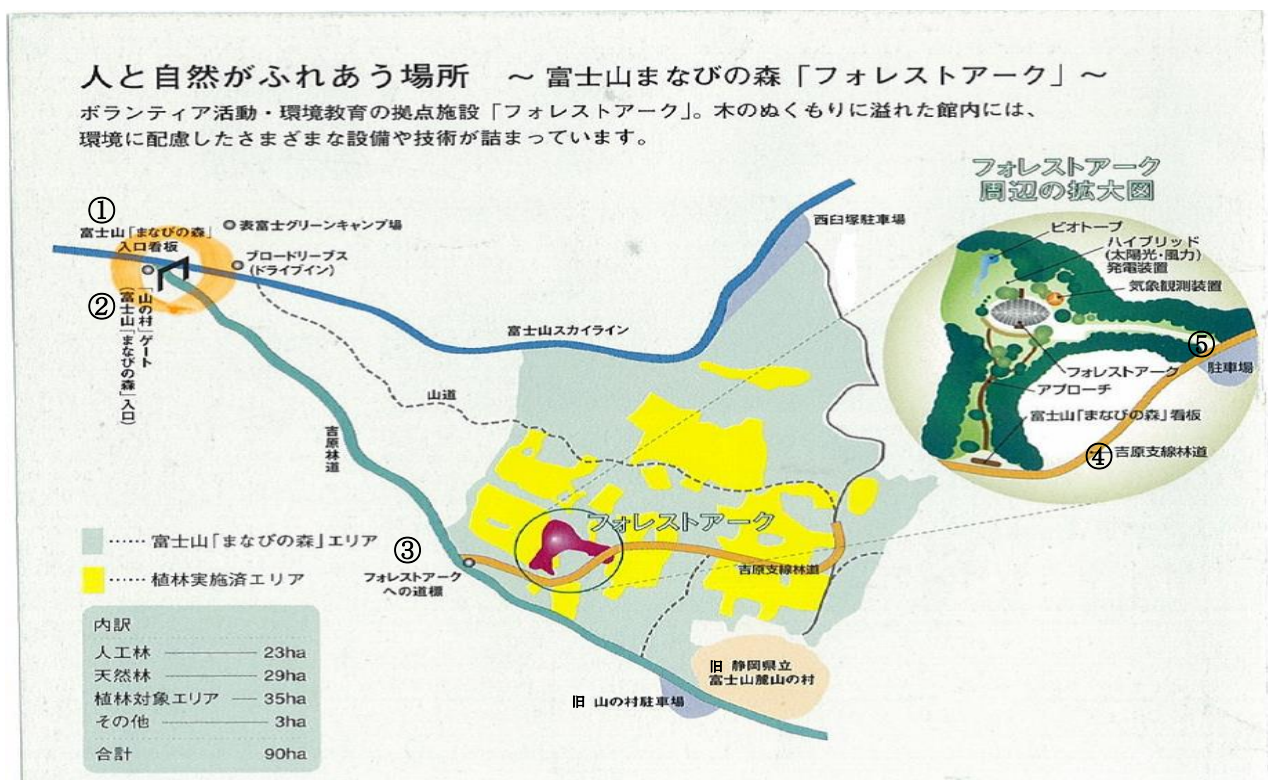 人と自然がふれあう場所 ～ 富士山まなびの森「フォレストアーク」～
ボランティア活動・環境教育の拠点施設「フォレストアーク」。木のぬくもりに溢れた館内には、
環境に配慮したさまざまな設備や技術が詰まっています。
①
富士山「まなびの森」
入口看板
表富士グリーンキャンプ場
ブロードリーブス
(ドライブイン)
②
「山の村」ゲート
(富士山「まなびの森」入口)
富士山スカイライン
西臼塚駐車場
山道
吉原林道
③
フォレストアーク
への道標
フォレストアーク
吉原支線林道
旧 静岡県立
富士山麓山の村
旧 山の村駐車場
フォレストアーク
周辺の拡大図
ビオトープ
ハイブリッド
(太陽光・風力)
発電装置
気象観測装置
⑤
駐車場
フォレストアーク
アプローチ
富士山「まなびの森」看板
④
吉原支線林道
……富士山「まなびの森」エリア
……植林実施済エリア
内訳
人工林 23ha
天然林 29ha
植林対象エリア 35ha
その他 3ha
合計 90ha